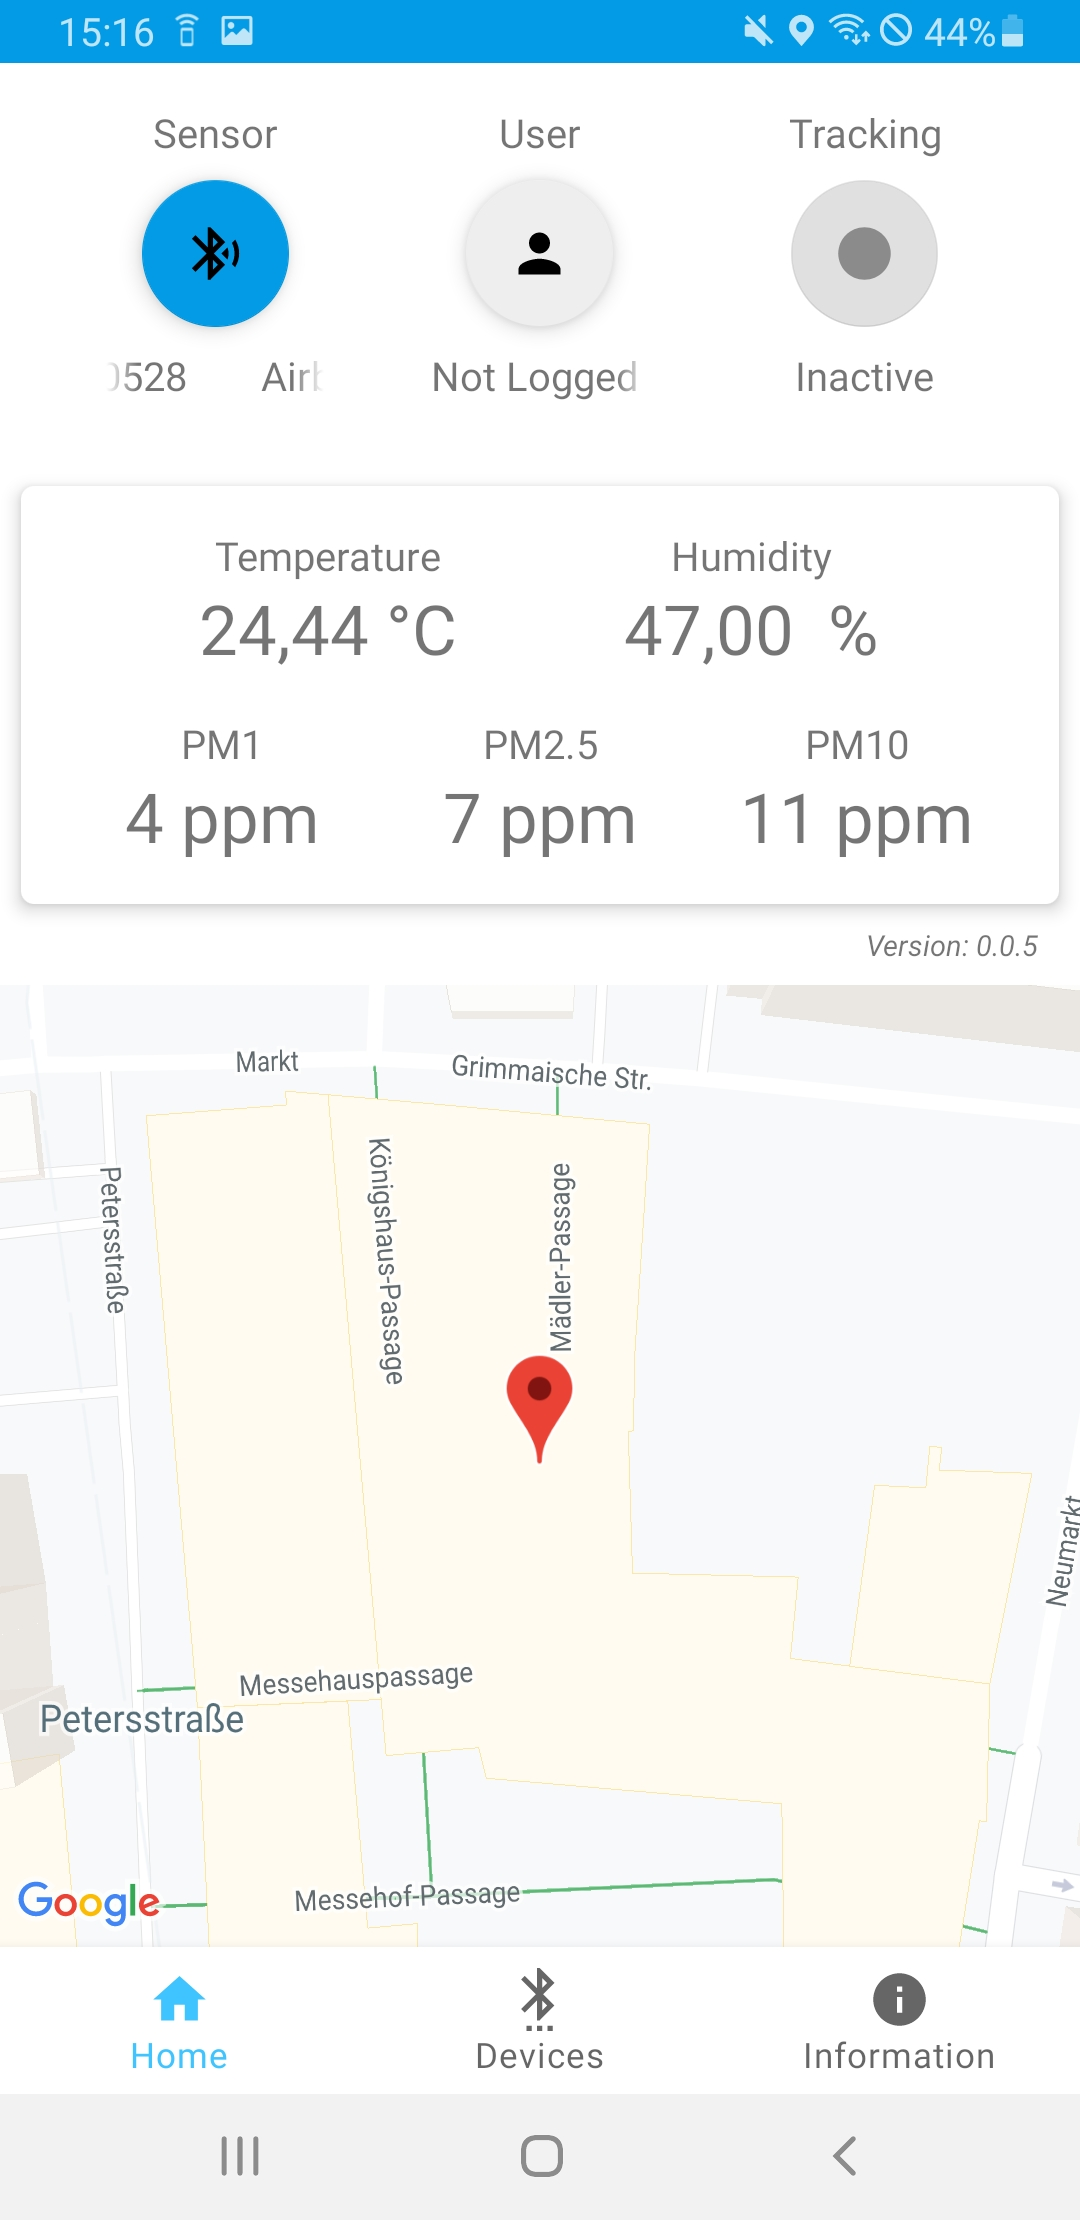 15:16 44%
Sensor User Tracking
0528 Airb Not Logged Inactive
Temperature Humidity
24,44 °C 47,00 %
PM1 PM2.5 PM10
4 ppm 7 ppm 11 ppm
Version: 0.0.5
Markt
Grimmaische Str.
Petersstraße
Königshaus-Passage
Mädler-Passage
Neumarkt
Messehauspassage
Petersstraße
Messehof-Passage
Google
Home Devices Information